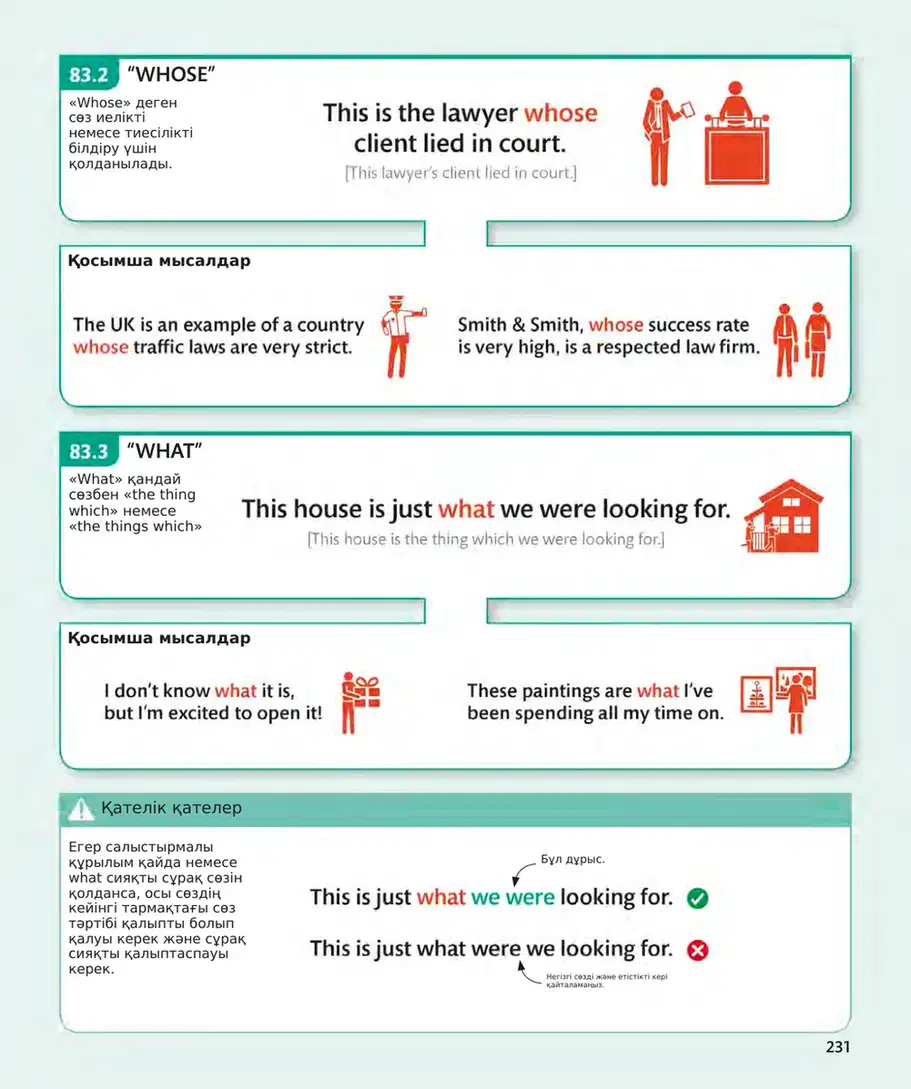 83.2 “WHOSE”
«Whose» деген
сөз иелікті
немесе тиесілікті
білдіру үшін
қолданылады.
This is the lawyer whose
client lied in court.
[This lawyer's client lied in court.]
Қосымша мысалдар
The UK is an example of a country
whose traffic laws are very strict.
Smith & Smith, whose success rate
is very high, is a respected law firm.
83.3 “WHAT”
«What» қандай
сөзбен «the thing
which» немесе
«the things which»
This house is just what we were looking for.
[This house is the thing which we were looking for.]
Қосымша мысалдар
I don't know what it is,
but I'm excited to open it!
These paintings are what I've
been spending all my time on.
Қателік қателер
Егер салыстырмалы
құрылым қайда немесе
what сияқты сұрақ сөзін
қолданса, осы сөздің
кейінгі тармақтағы сөз
тәртібі қалыпты болып
қалуы керек және сұрақ
сияқты қалыптаспауы
керек.
Бұл дұрыс.
This is just what we were looking for.
This is just what were we looking for.
Негізгі сөзді және етістікті кері
қайталамаңыз.
231